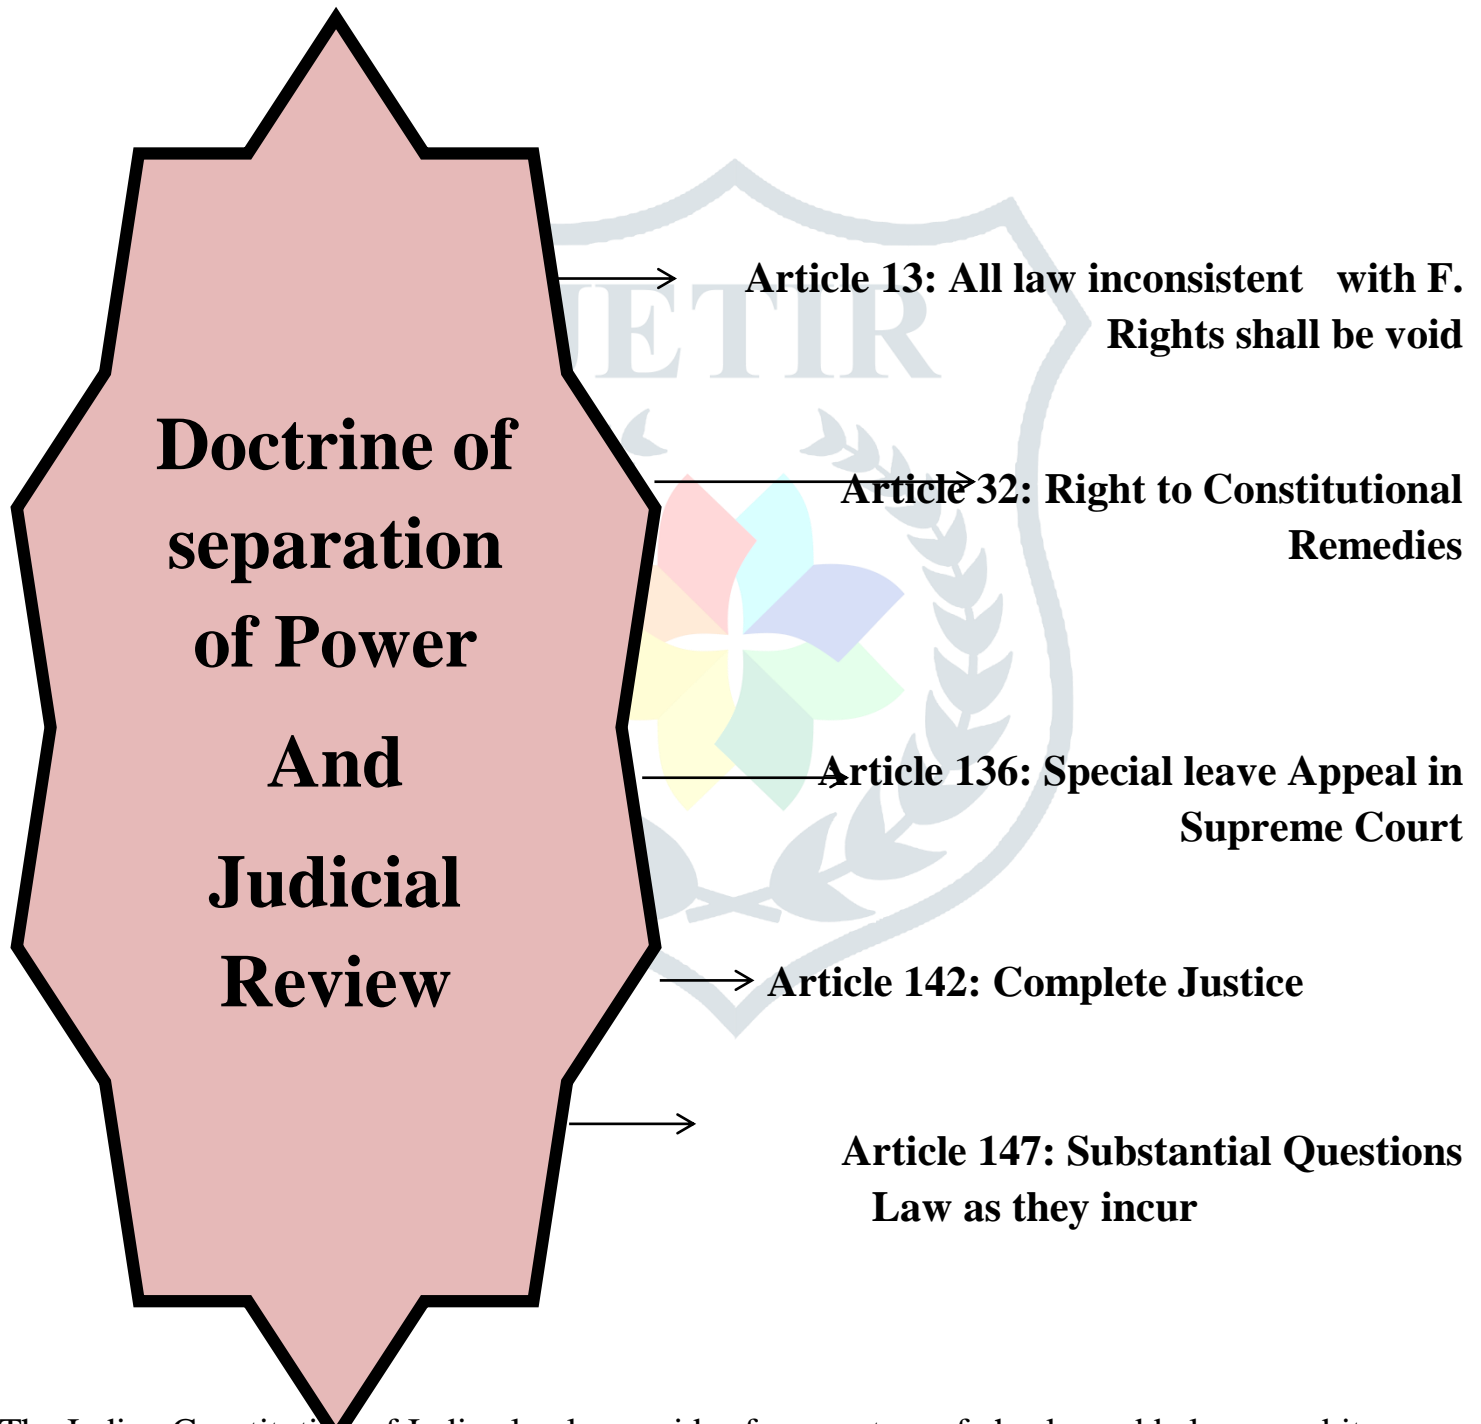 Doctrine of
separation
of Power
And
Judicial
Review
JETIR
Article 13: All law inconsistent with F.
Rights shall be void
Article 32: Right to Constitutional
Remedies
Article 136: Special leave Appeal in
Supreme Court
Article 142: Complete Justice
Article 147: Substantial Questions
Law as they incur